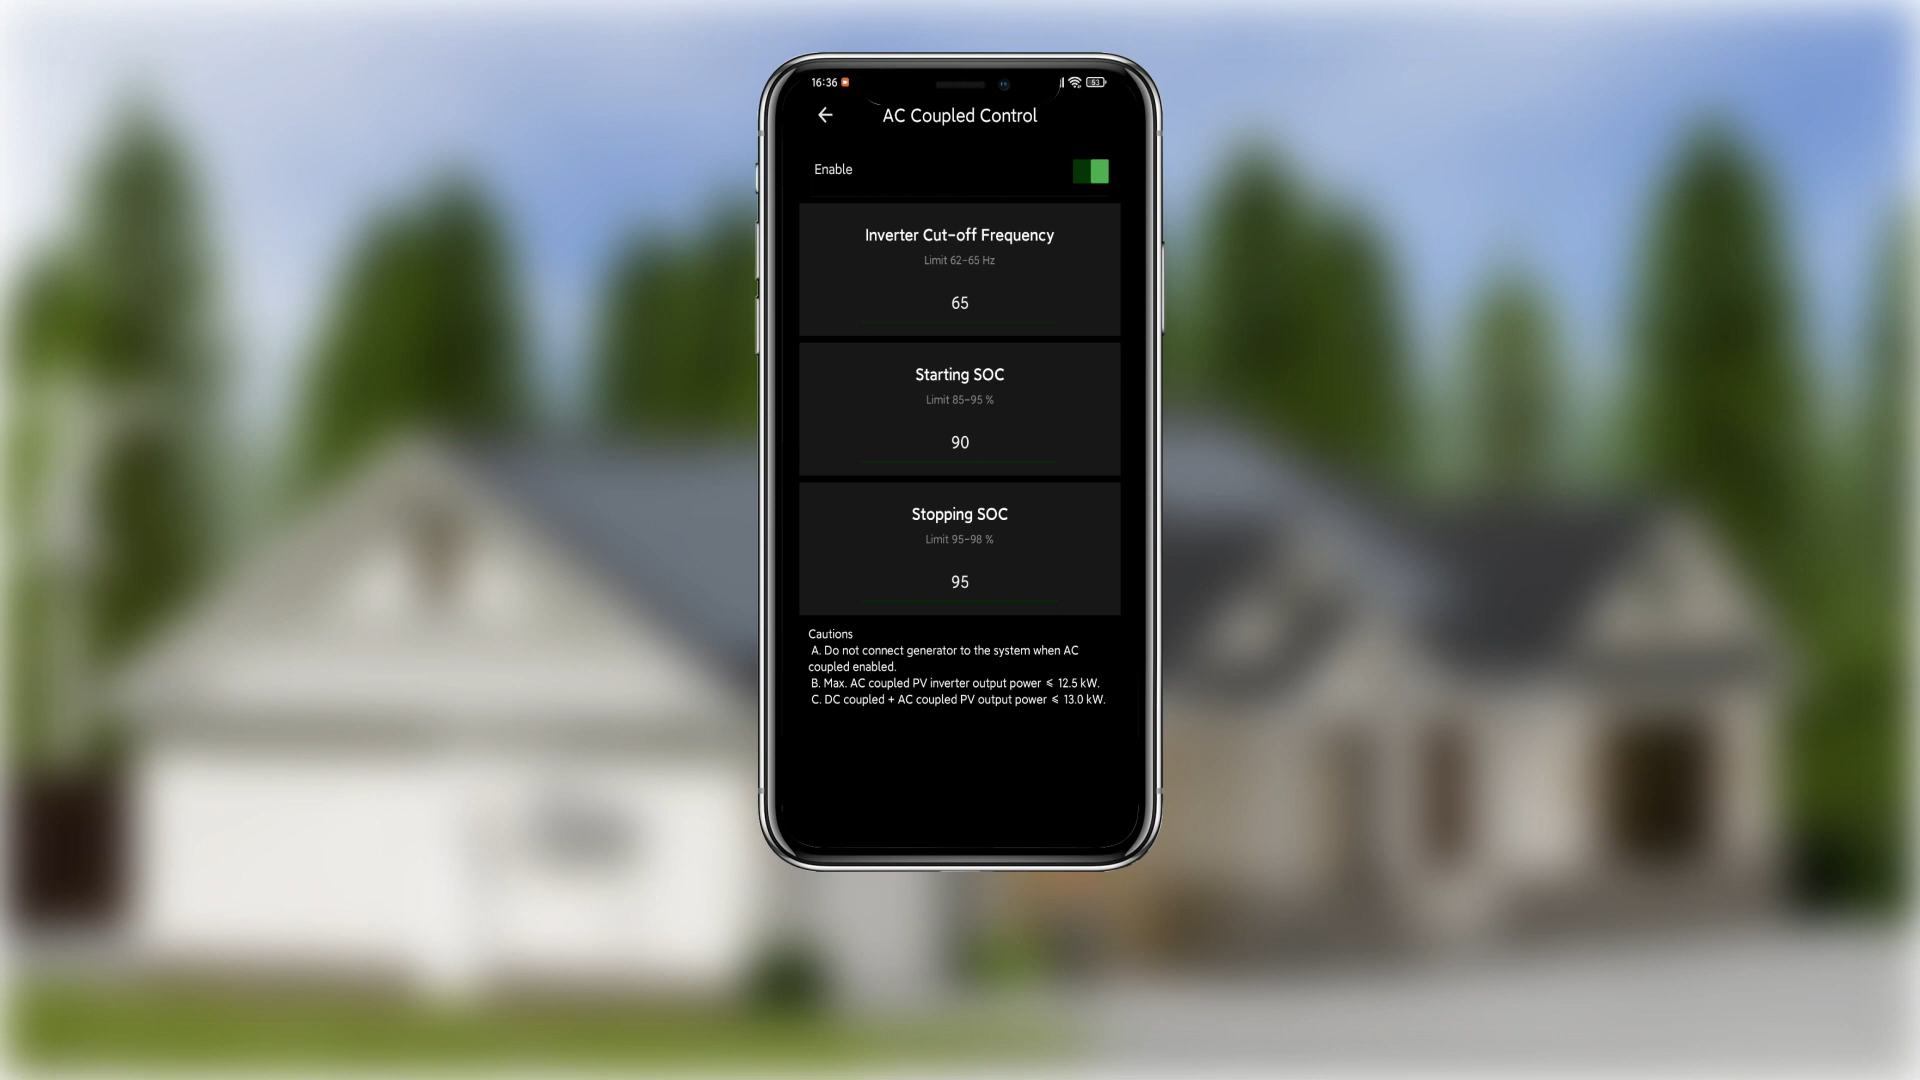 16:36
53
AC Coupled Control
Enable
Inverter Cut-off Frequency
Limit 62-65 Hz
65
Starting SOC
Limit 85-95 %
90
Stopping SOC
Limit 95-98 %
95
Cautions
A. Do not connect generator to the system when AC
coupled enabled.
B. Max. AC coupled PV inverter output power ⩽ 12.5 kW.
C. DC coupled + AC coupled PV output power ⩽ 13.0 kW.